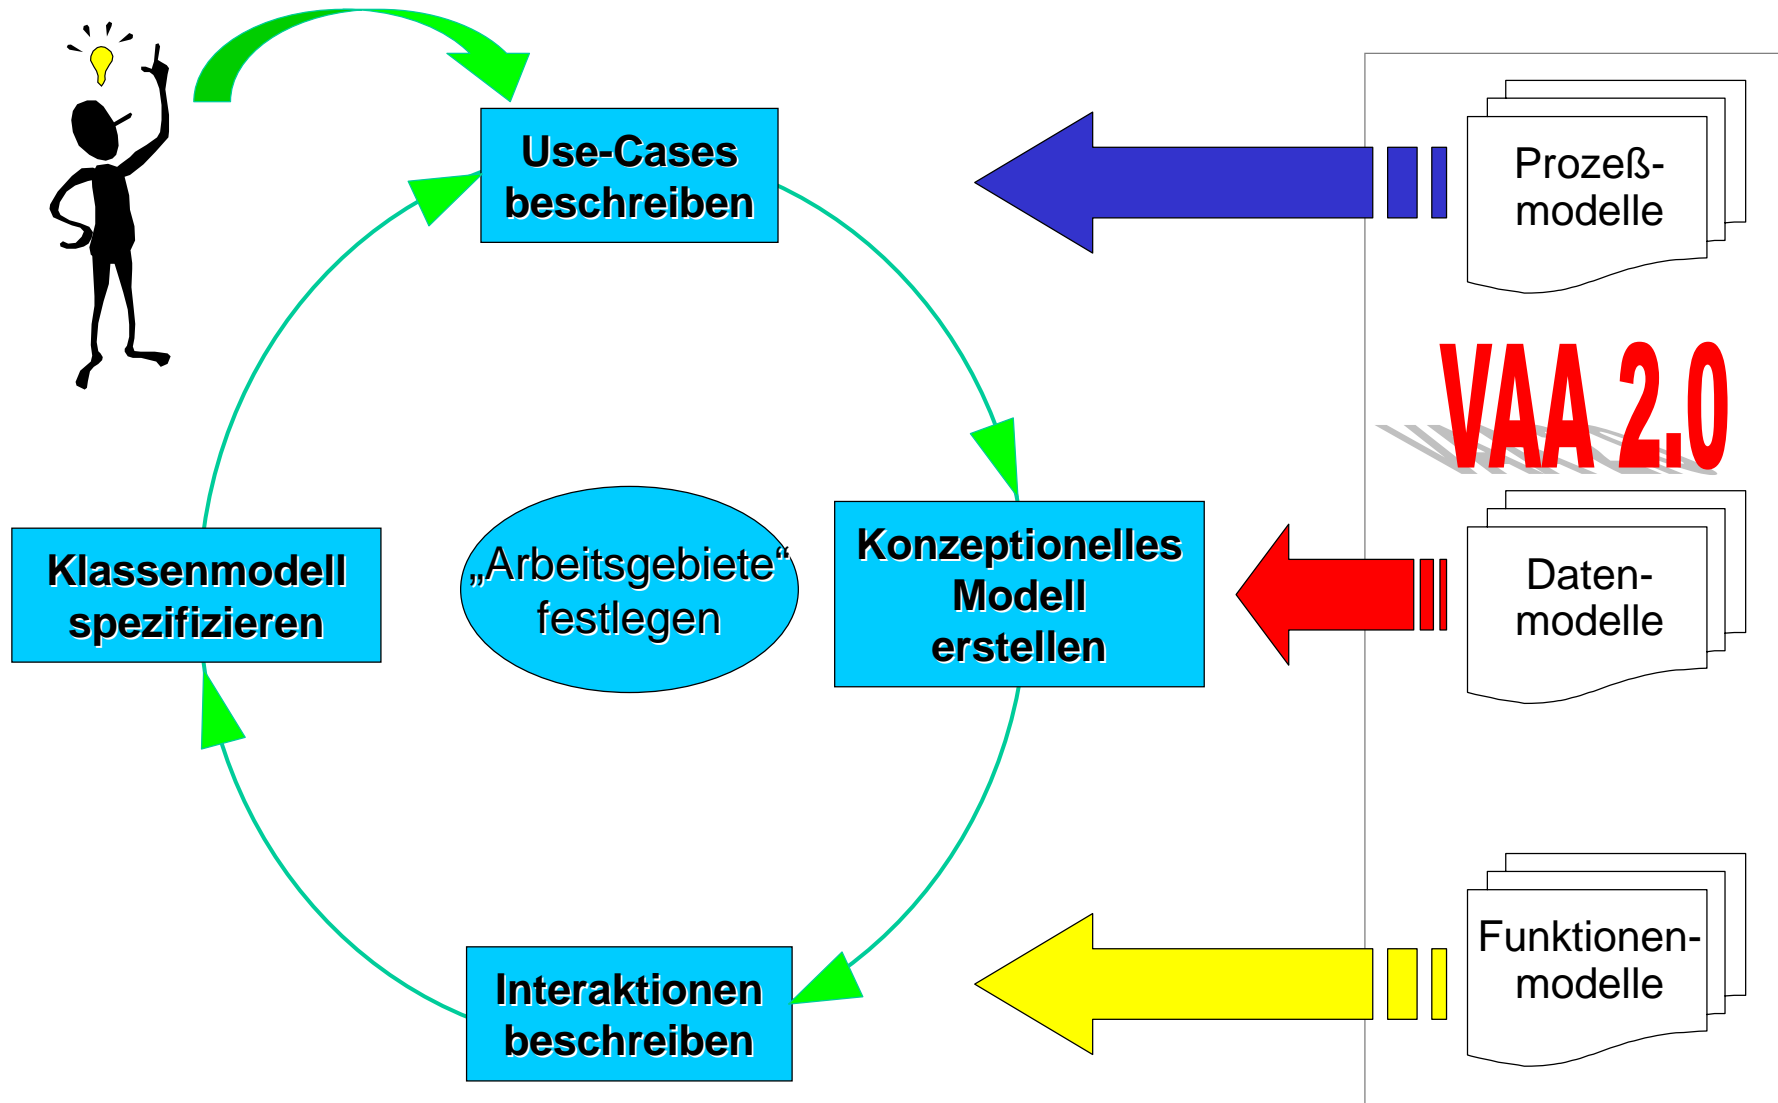 Use-Cases
beschreiben
Prozeß-
modelle
VAA 2.0
Klassenmodell
spezifizieren
„Arbeitsgebiete“
festlegen
Konzeptionelles
Modell
erstellen
Daten-
modelle
Interaktionen
beschreiben
Funktionen-
modelle